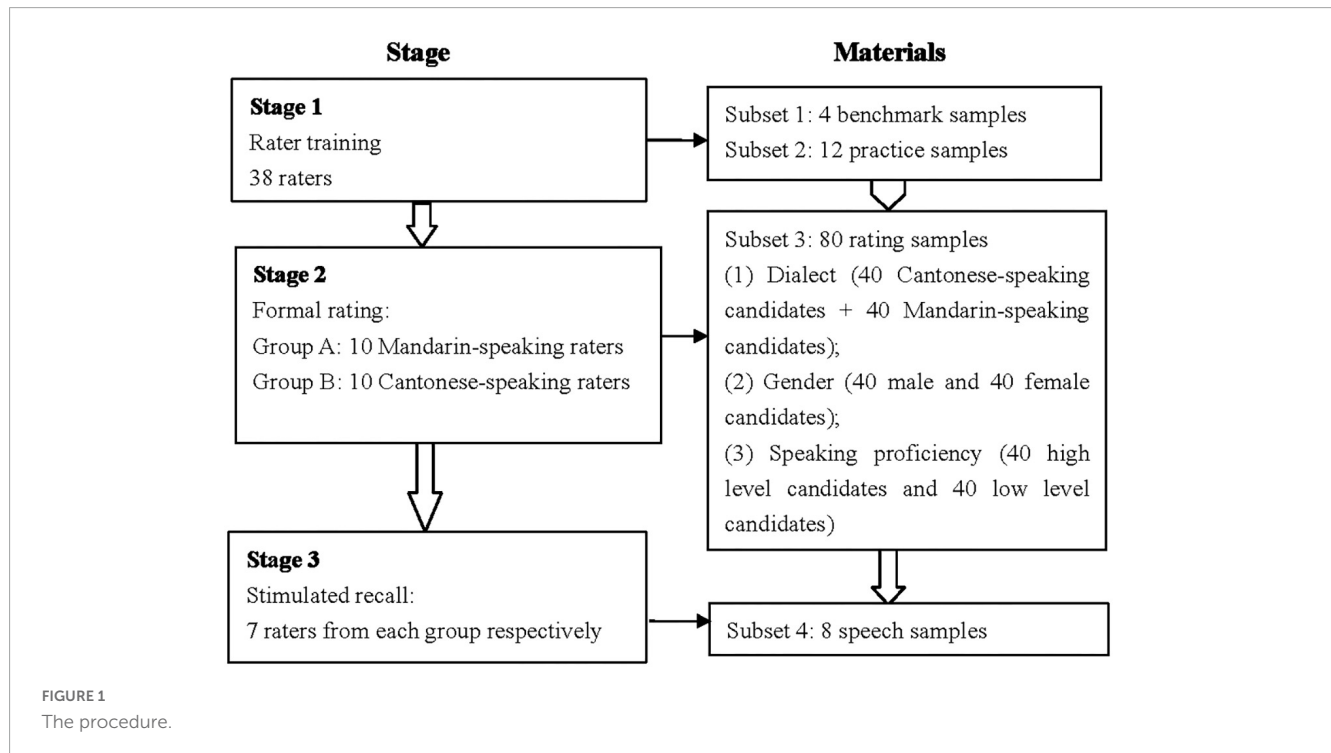 Stage
Materials
Stage 1
Rater training
38 raters
Subset 1: 4 benchmark samples
Subset 2: 12 practice samples
Stage 2
Formal rating:
Group A: 10 Mandarin-speaking raters
Group B: 10 Cantonese-speaking raters
Subset 3: 80 rating samples
(1) Dialect (40 Cantonese-speaking
candidates + 40 Mandarin-speaking
candidates);
(2) Gender (40 male and 40 female
candidates);
(3) Speaking proficiency (40 high
level candidates and 40 low level
candidates)
Stage 3
Stimulated recall:
7 raters from each group respectively
Subset 4: 8 speech samples
FIGURE 1
The procedure.